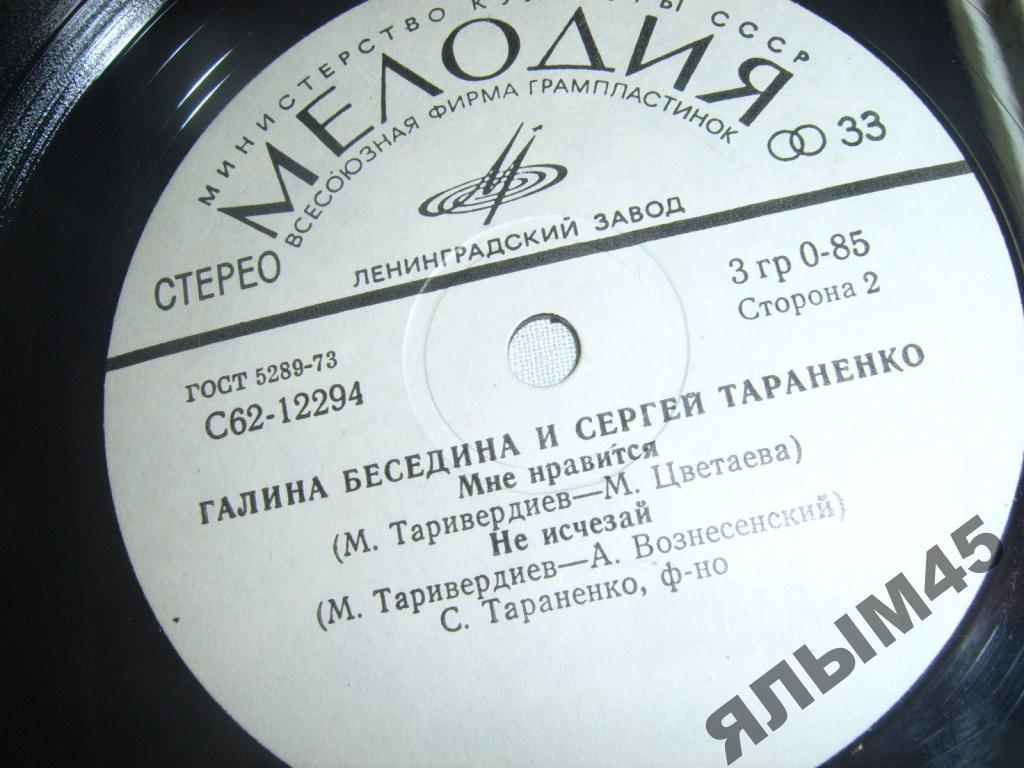 МИНИСТЕРСТВО КУЛЬТУРЫ СССР
МЕЛОДИЯ
ВСЕСОЮЗНАЯ ФИРМА ГРАМПЛАСТИНОК
33
ЛЕНИНГРАДСКИЙ ЗАВОД
СТЕРЕО
3 гр 0-85
Сторона 2
ГОСТ 5289-73
С62-12294
ГАЛИНА БЕСЕДИНА И СЕРГЕЙ ТАРАНЕНКО
Мне нравится
(М. Таривердиев—М. Цветаева)
Не исчезай
(М. Таривердиев—А. Вознесенский)
С. Тараненко, ф-но
ЯЛЫМ45